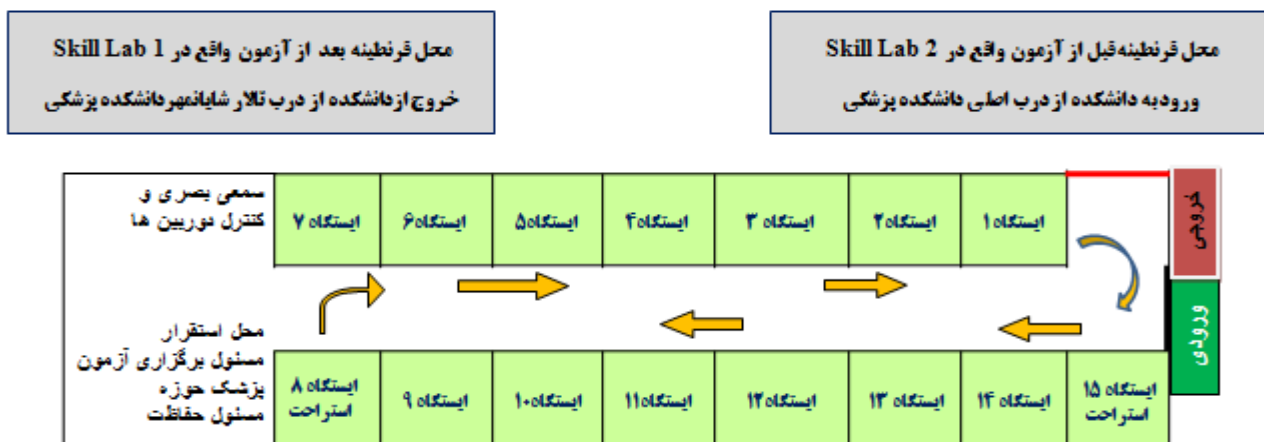 محل قرنطینه قبل از آزمون واقع در Skill Lab 2
ورود به دانشکده از درب اصلی دانشکده پزشکی
محل قرنطینه بعد از آزمون واقع در Skill Lab 1
خروج از دانشکده از درب تالار شایانمهر دانشکده پزشکی
خروجی
ورودی
ایستگاه ۱
ایستگاه ۲
ایستگاه ۳
ایستگاه ۴
ایستگاه ۵
ایستگاه ۶
ایستگاه ۷
سمعی بصری و
کنترل دوربین ها
ایستگاه ۱۵
استراحت
ایستگاه ۱۴
ایستگاه ۱۳
ایستگاه ۱۲
ایستگاه ۱۱
ایستگاه ۱۰
ایستگاه ۹
ایستگاه ۸
استراحت
محل استقرار
مسئول برگزاری آزمون
پزشک حوزه
مسئول حفاظت